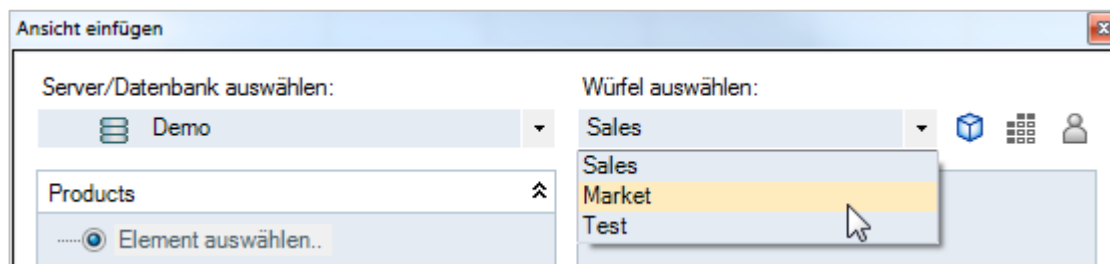 Ansicht einfügen
Server/Datenbank auswählen:
Würfel auswählen:
Demo
Sales
Sales
Market
Test
Products
Element auswählen..